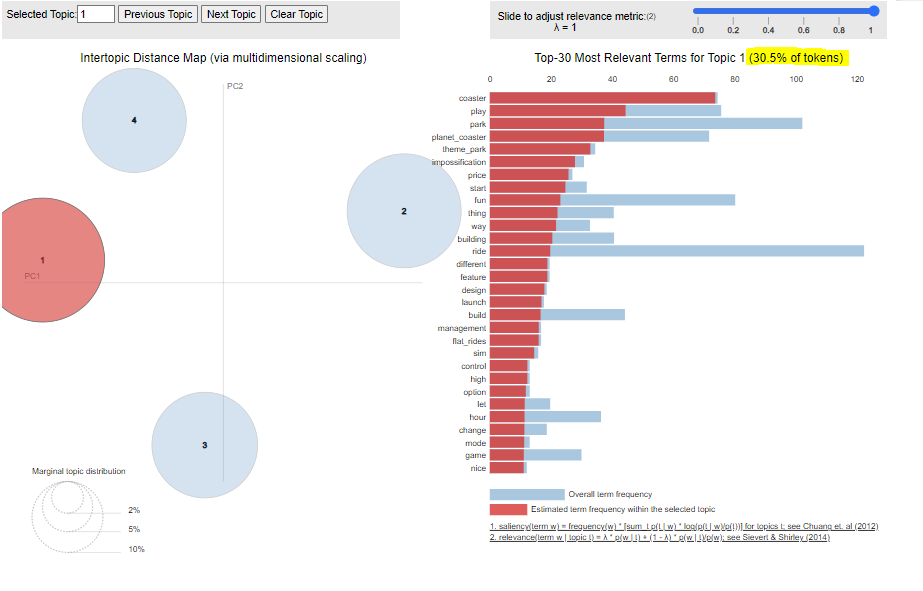 Selected Topic: 1 Previous Topic Next Topic Clear Topic
Slide to adjust relevance metric:(2)
λ = 1
0.0 0.2 0.4 0.6 0.8 1
Intertopic Distance Map (via multidimensional scaling)
PC2
4
2
1
PC1
3
Marginal topic distribution
2%
5%
10%
Top-30 Most Relevant Terms for Topic 1 (30.5% of tokens)
0 20 40 60 80 100 120
coaster
play
park
planet_coaster
theme_park
impossification
price
start
fun
thing
way
building
ride
different
feature
design
launch
build
management
flat_rides
sim
control
high
option
let
hour
change
mode
game
nice
Overall term frequency
Estimated term frequency within the selected topic
1. saliency(term w) = frequency(w) * [sum_t p(t | w) * log(p(t | w)/p(t))] for topics t; see Chuang et. al (2012)
2. relevance(term w | topic t) = λ * p(w | t) + (1 - λ) * p(w | t)/p(w); see Sievert & Shirley (2014)